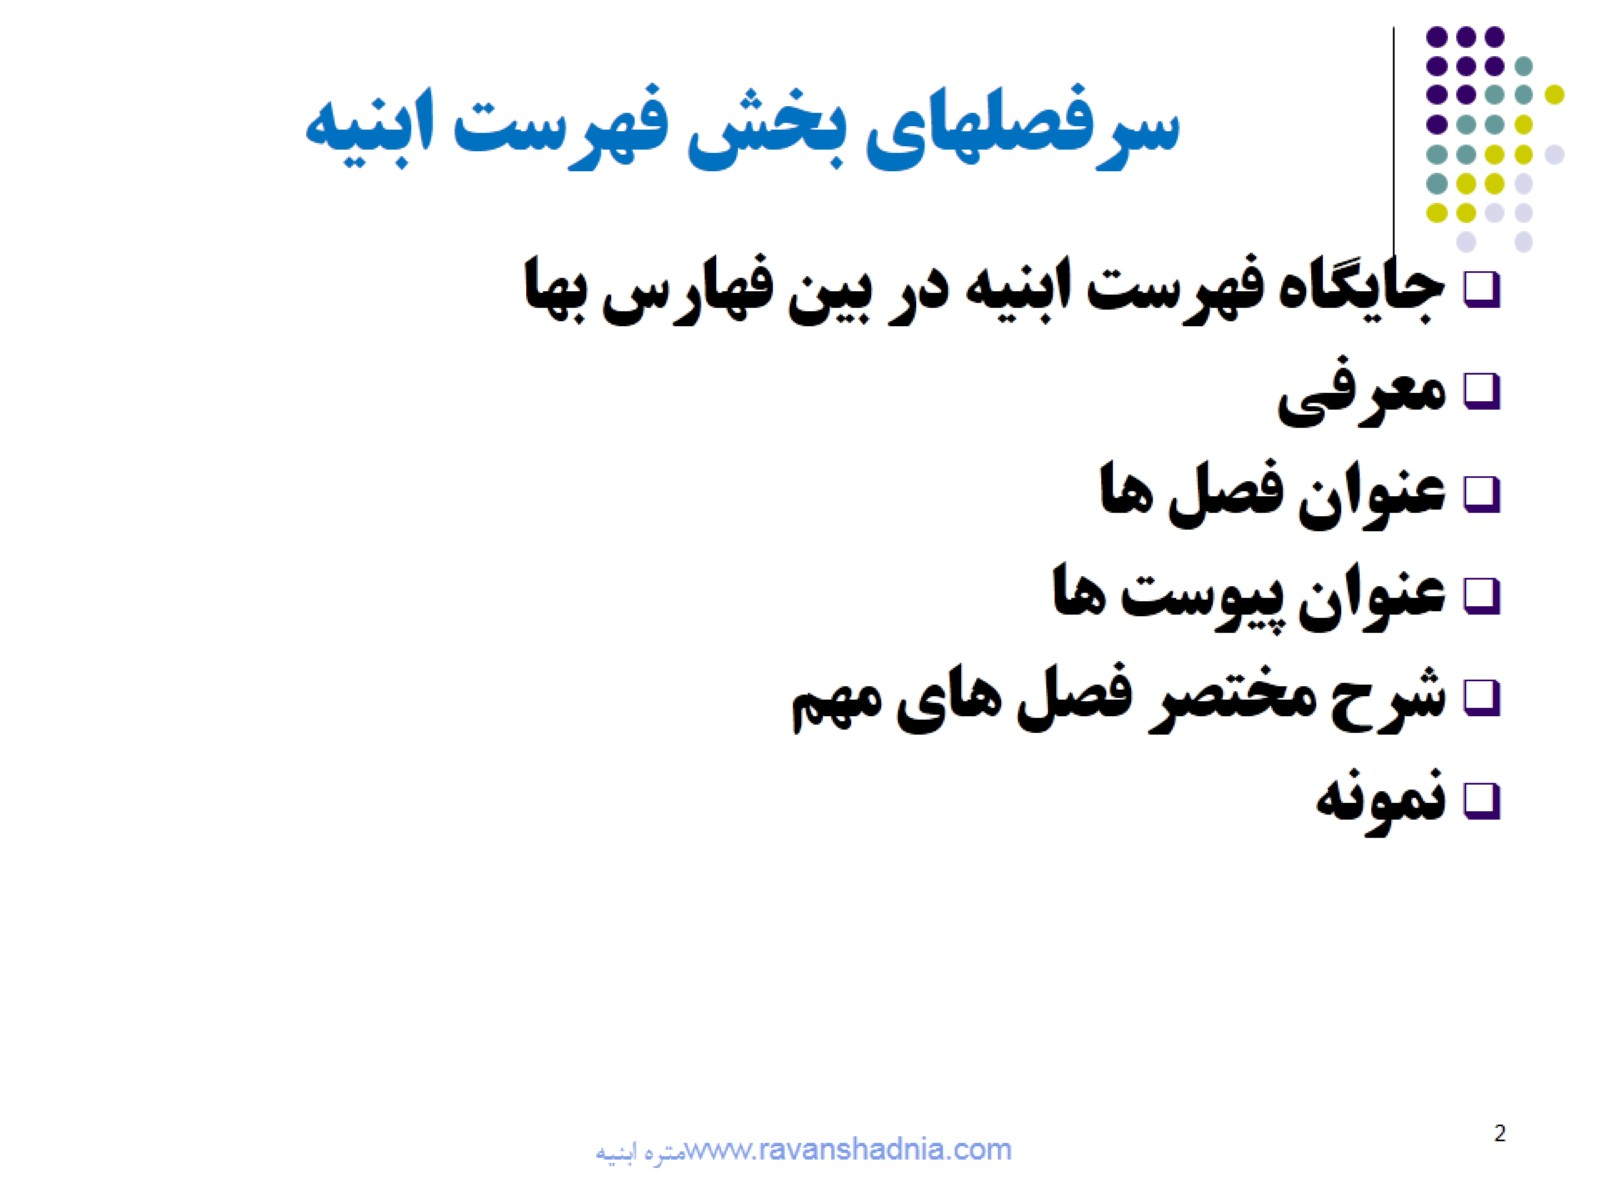 سرفصلهای بخش فهرست ابنیه
جایگاه فهرست ابنیه در بین فهارس بها
معرفی
عنوان فصل ها
عنوان پیوست ها
شرح مختصر فصل های مهم
نمونه
www.ravanshadnia.comمتره ابنیه
2